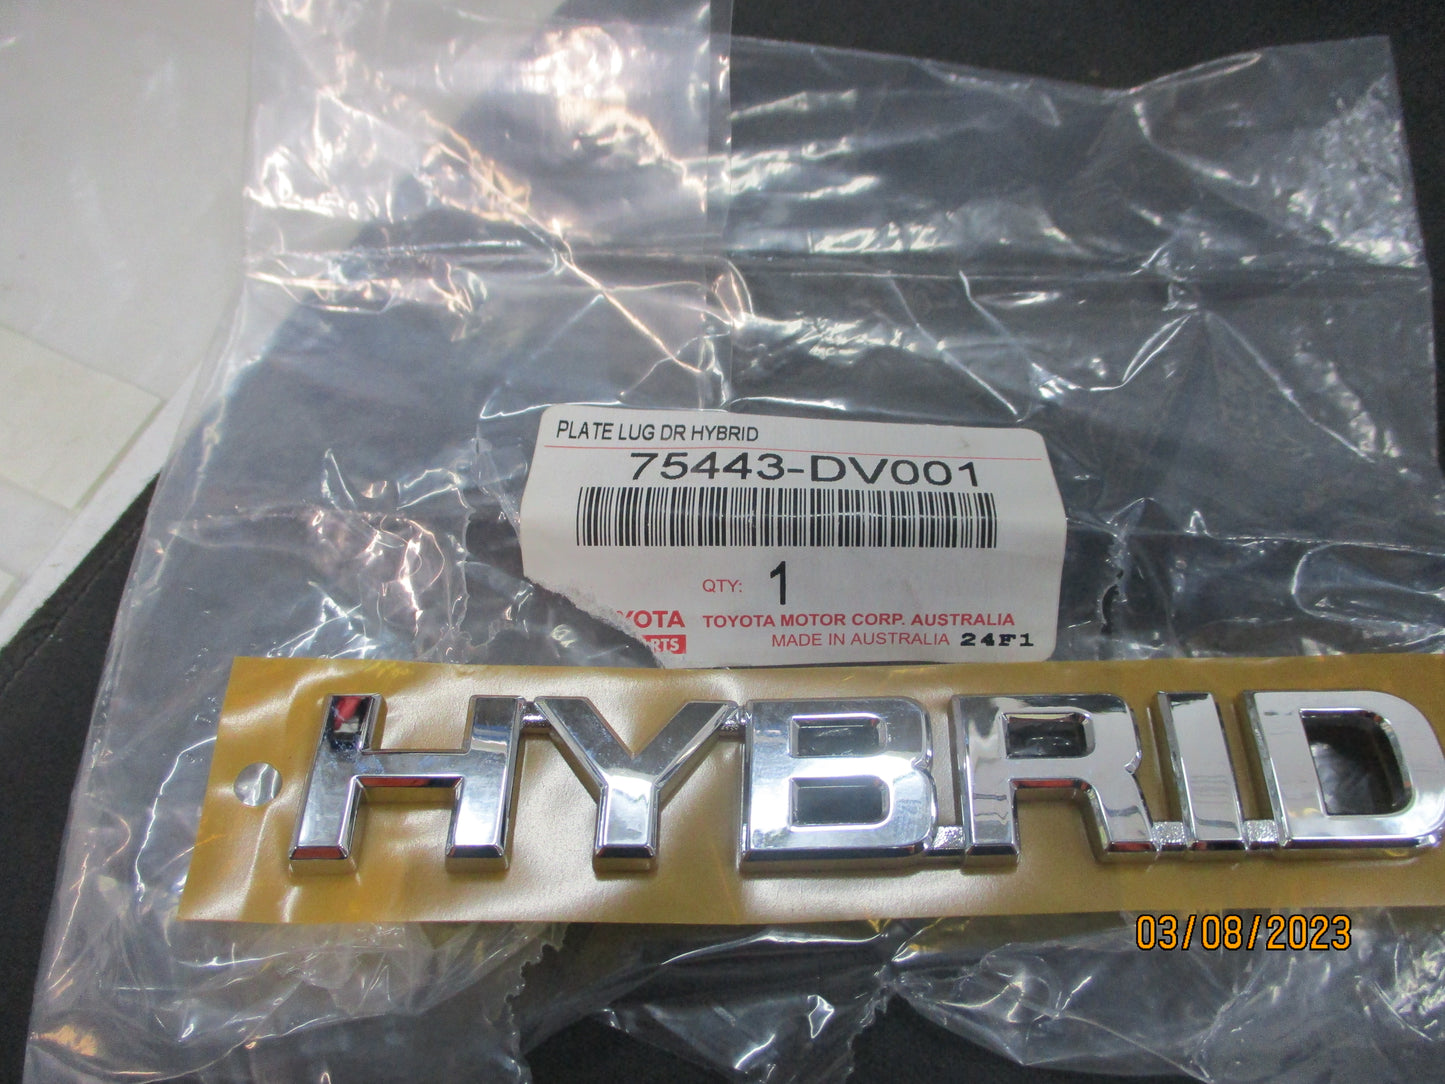 PLATE LUG DR HYBRID
75443-DV001
QTY: 1
TOYOTA MOTOR CORP. AUSTRALIA
MADE IN AUSTRALIA 24F1
HYBRID
03/08/2023